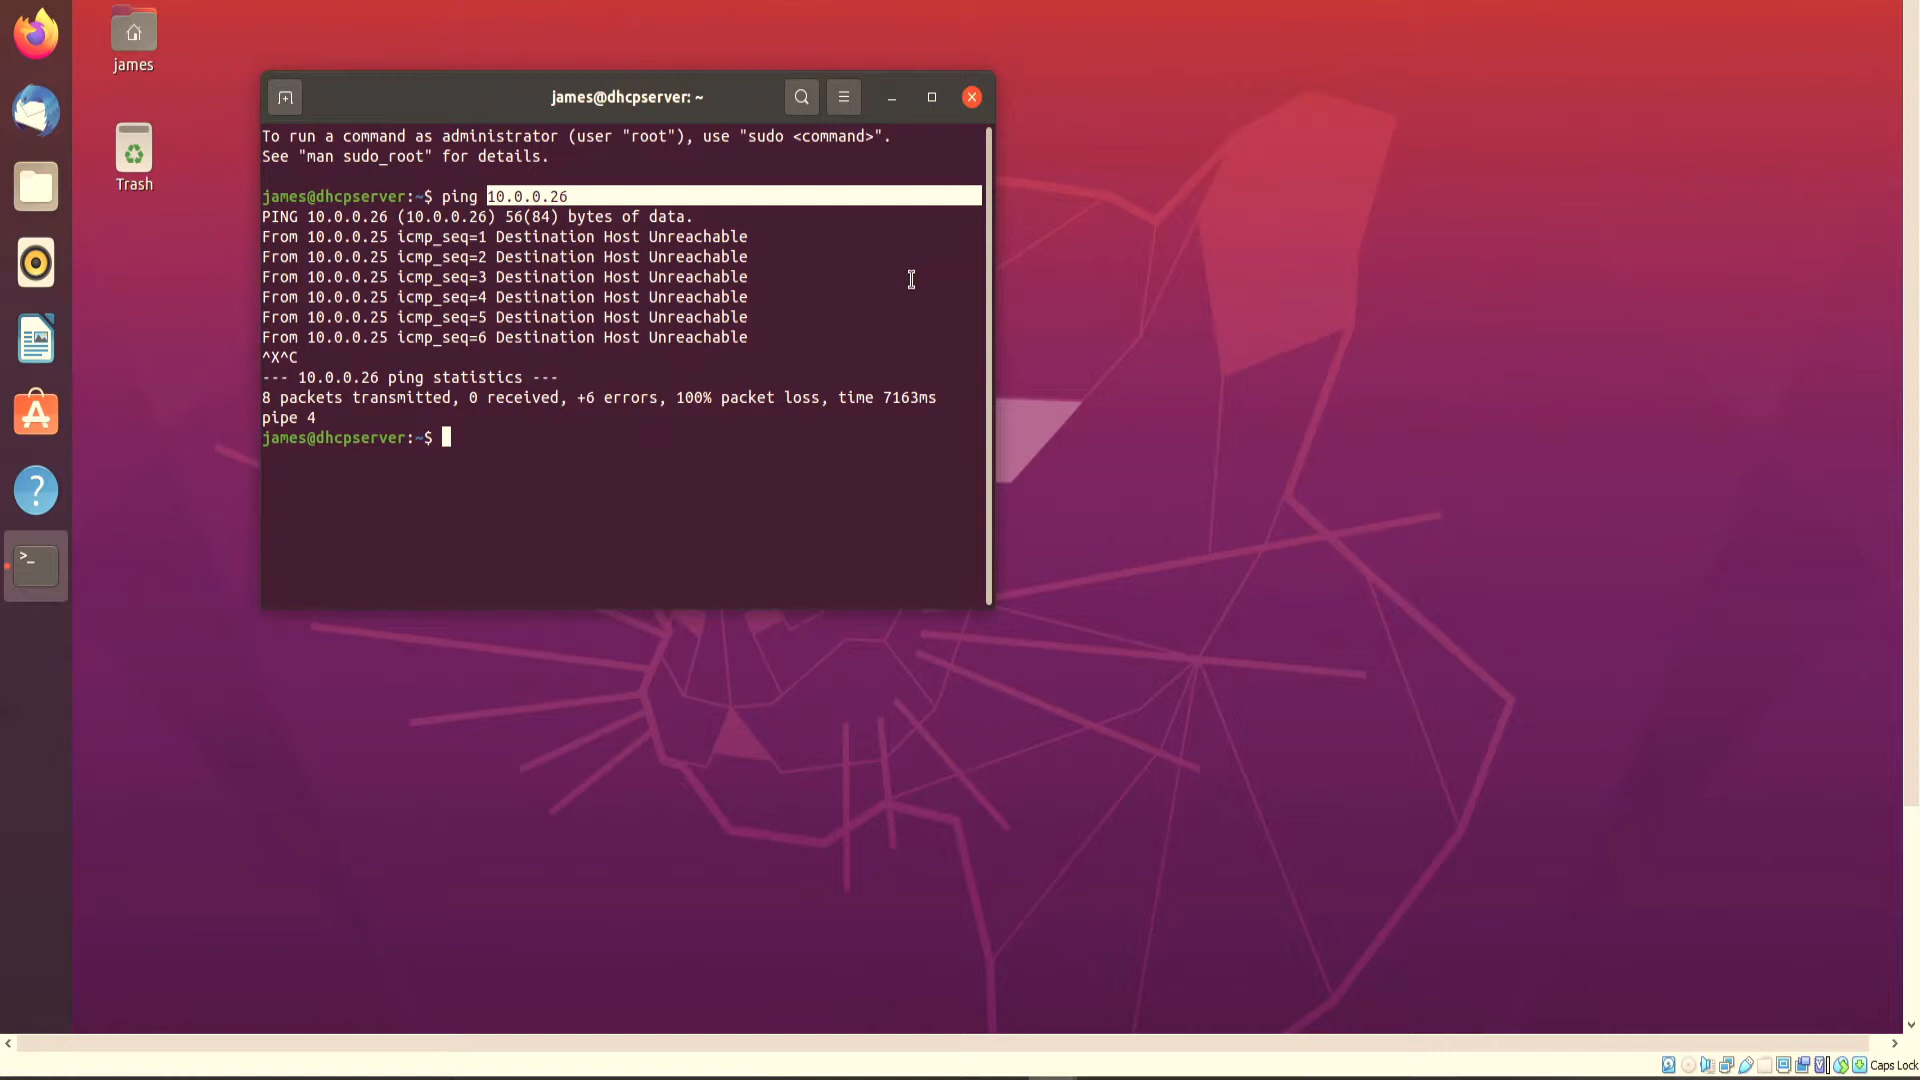 james
Trash
james@dhcpserver: ~
To run a command as administrator (user "root"), use "sudo <command>".
See "man sudo_root" for details.
james@dhcpserver:~$ ping 10.0.0.26
PING 10.0.0.26 (10.0.0.26) 56(84) bytes of data.
From 10.0.0.25 icmp_seq=1 Destination Host Unreachable
From 10.0.0.25 icmp_seq=2 Destination Host Unreachable
From 10.0.0.25 icmp_seq=3 Destination Host Unreachable
From 10.0.0.25 icmp_seq=4 Destination Host Unreachable
From 10.0.0.25 icmp_seq=5 Destination Host Unreachable
From 10.0.0.25 icmp_seq=6 Destination Host Unreachable
^X^C
--- 10.0.0.26 ping statistics ---
8 packets transmitted, 0 received, +6 errors, 100% packet loss, time 7163ms
pipe 4
james@dhcpserver:~$
Caps Lock